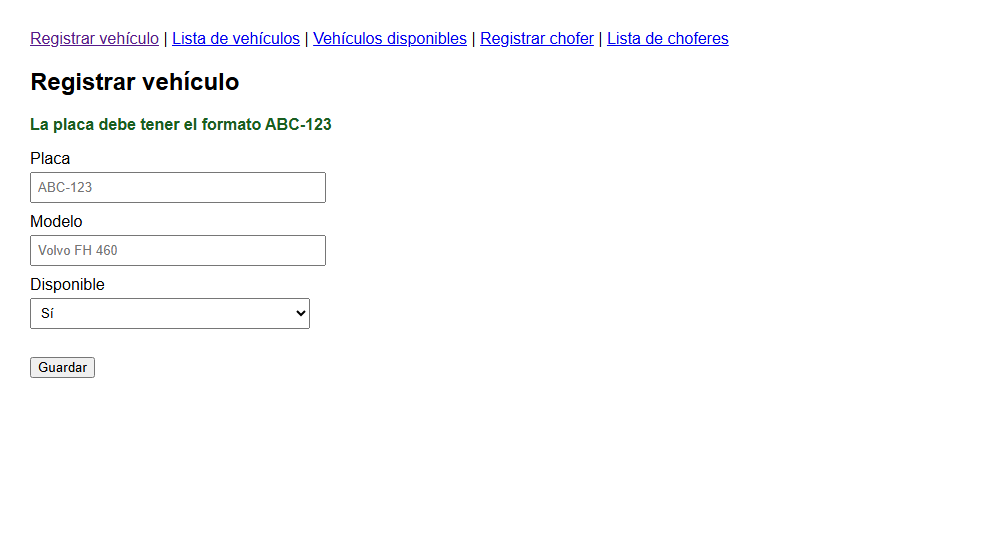 Registrar vehículo | Lista de vehículos | Vehículos disponibles | Registrar chofer | Lista de choferes
Registrar vehículo
La placa debe tener el formato ABC-123
Placa
ABC-123
Modelo
Volvo FH 460
Disponible
Sí
Guardar